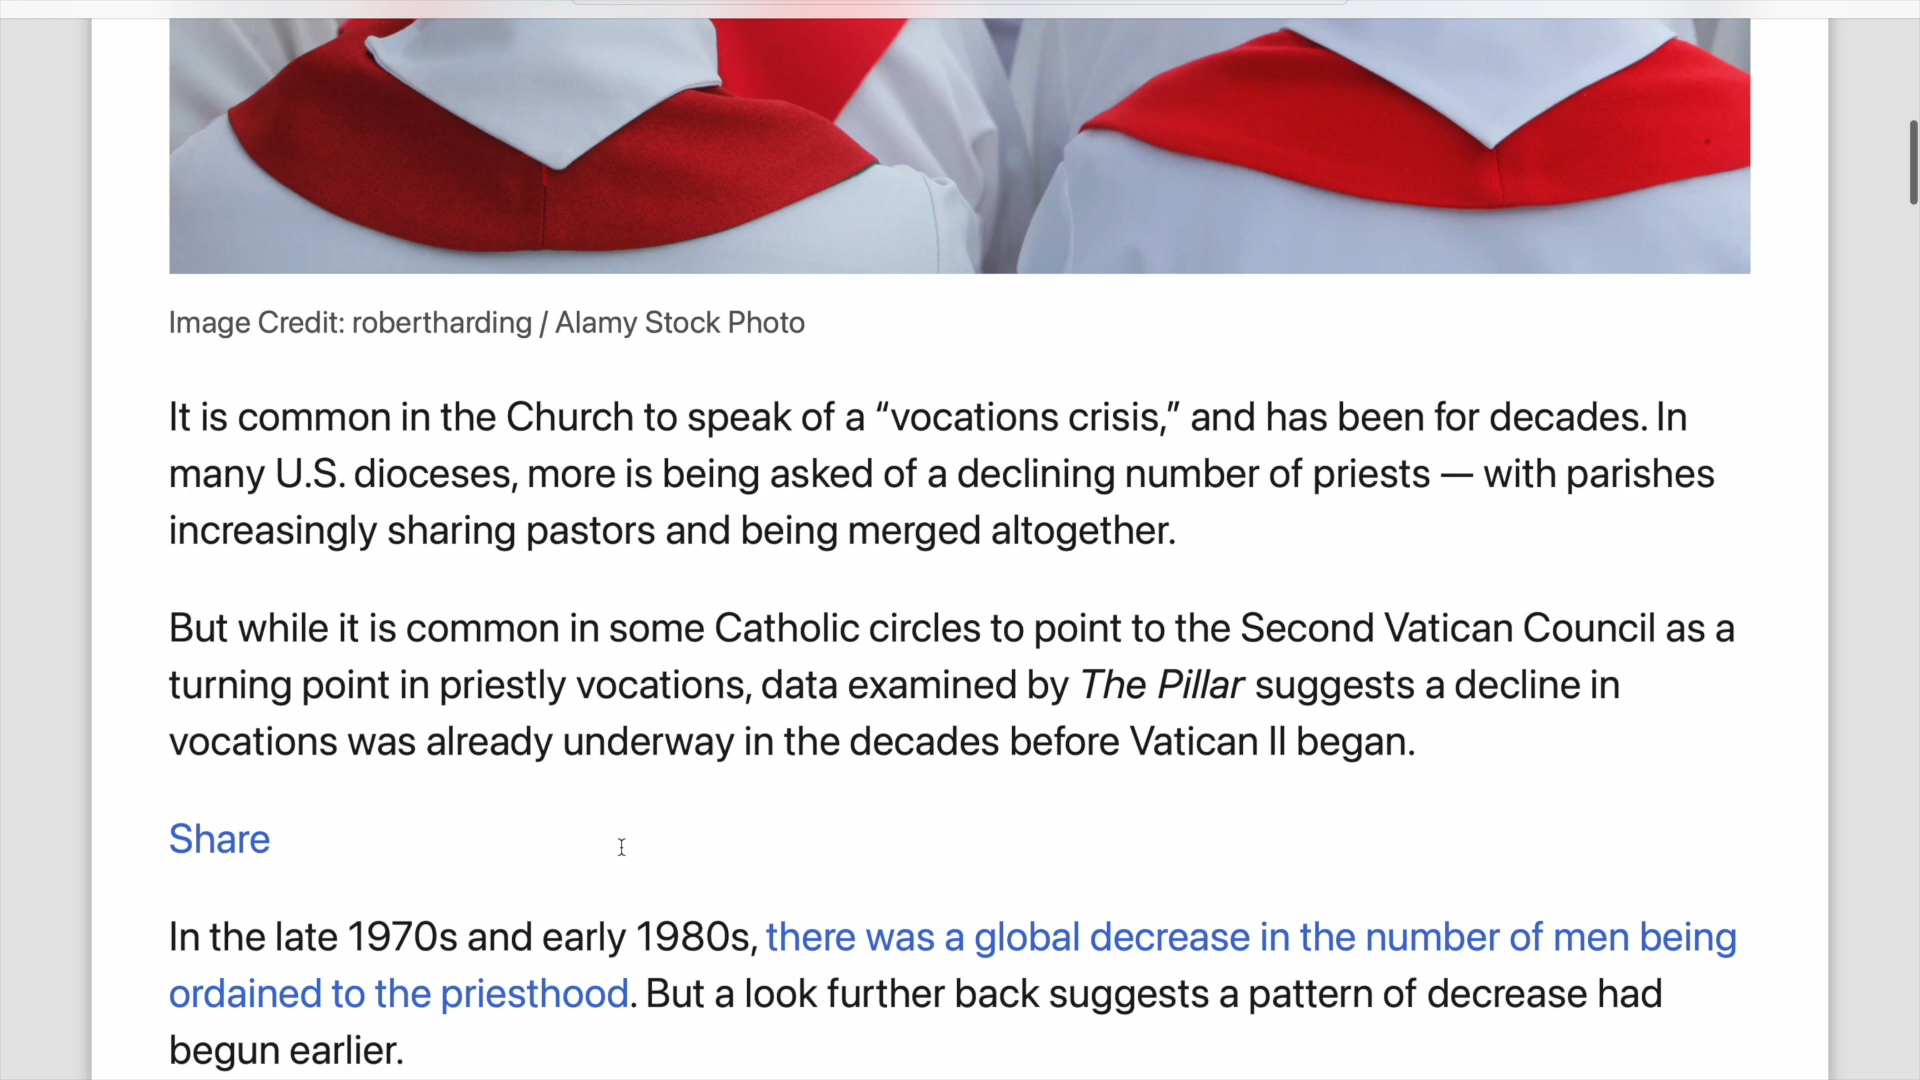 Image Credit: robertharding / Alamy Stock Photo
It is common in the Church to speak of a “vocations crisis,” and has been for decades. In
many U.S. dioceses, more is being asked of a declining number of priests — with parishes
increasingly sharing pastors and being merged altogether.
But while it is common in some Catholic circles to point to the Second Vatican Council as a
turning point in priestly vocations, data examined by The Pillar suggests a decline in
vocations was already underway in the decades before Vatican II began.
Share
In the late 1970s and early 1980s, there was a global decrease in the number of men being
ordained to the priesthood. But a look further back suggests a pattern of decrease had
begun earlier.